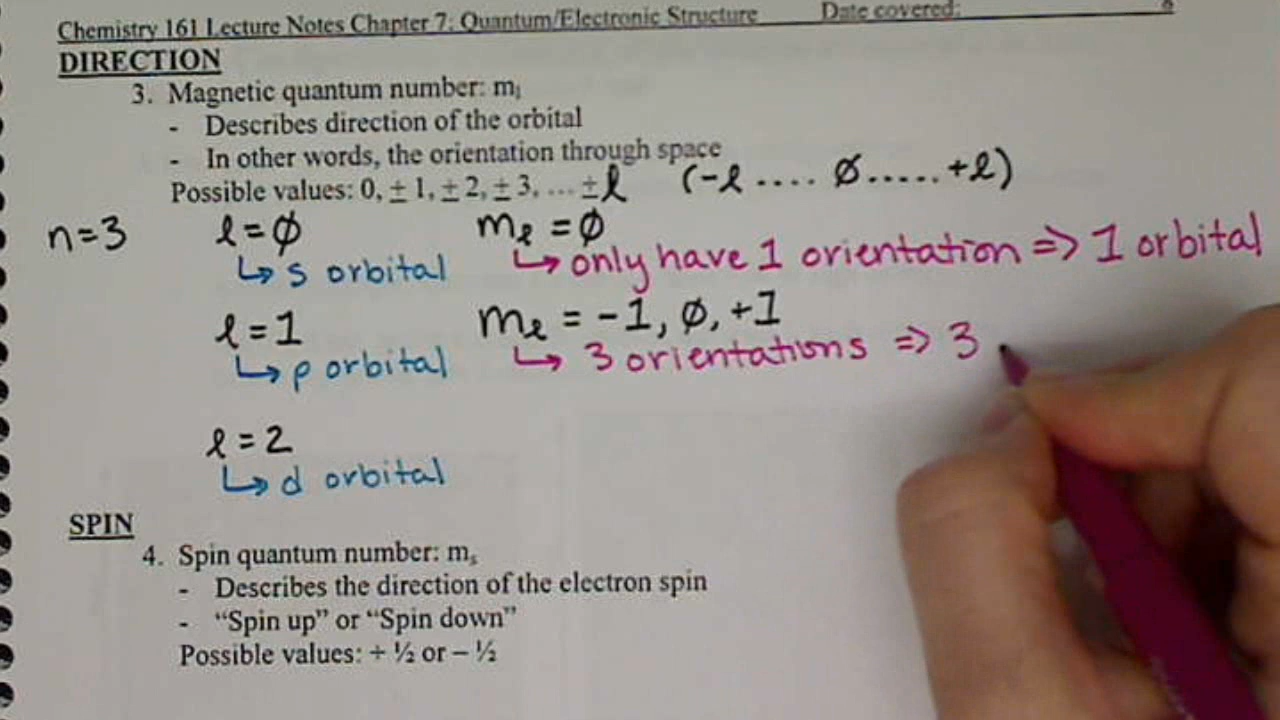 Chemistry 161 Lecture Notes Chapter 7: Quantum/Electronic Structure Date covered:
DIRECTION
3. Magnetic quantum number: mₗ
- Describes direction of the orbital
- In other words, the orientation through space
Possible values: 0, ± 1, ± 2, ± 3, ... ± ℓ (-ℓ .... Ø ..... +ℓ)
n=3 ℓ = Ø mℓ = Ø
↳ s orbital ↳ only have 1 orientation => 1 orbital
ℓ = 1 mℓ = -1, Ø, +1
↳ p orbital ↳ 3 orientations => 3
ℓ = 2
↳ d orbital
SPIN
4. Spin quantum number: mₛ
- Describes the direction of the electron spin
- “Spin up” or “Spin down”
Possible values: + ½ or – ½